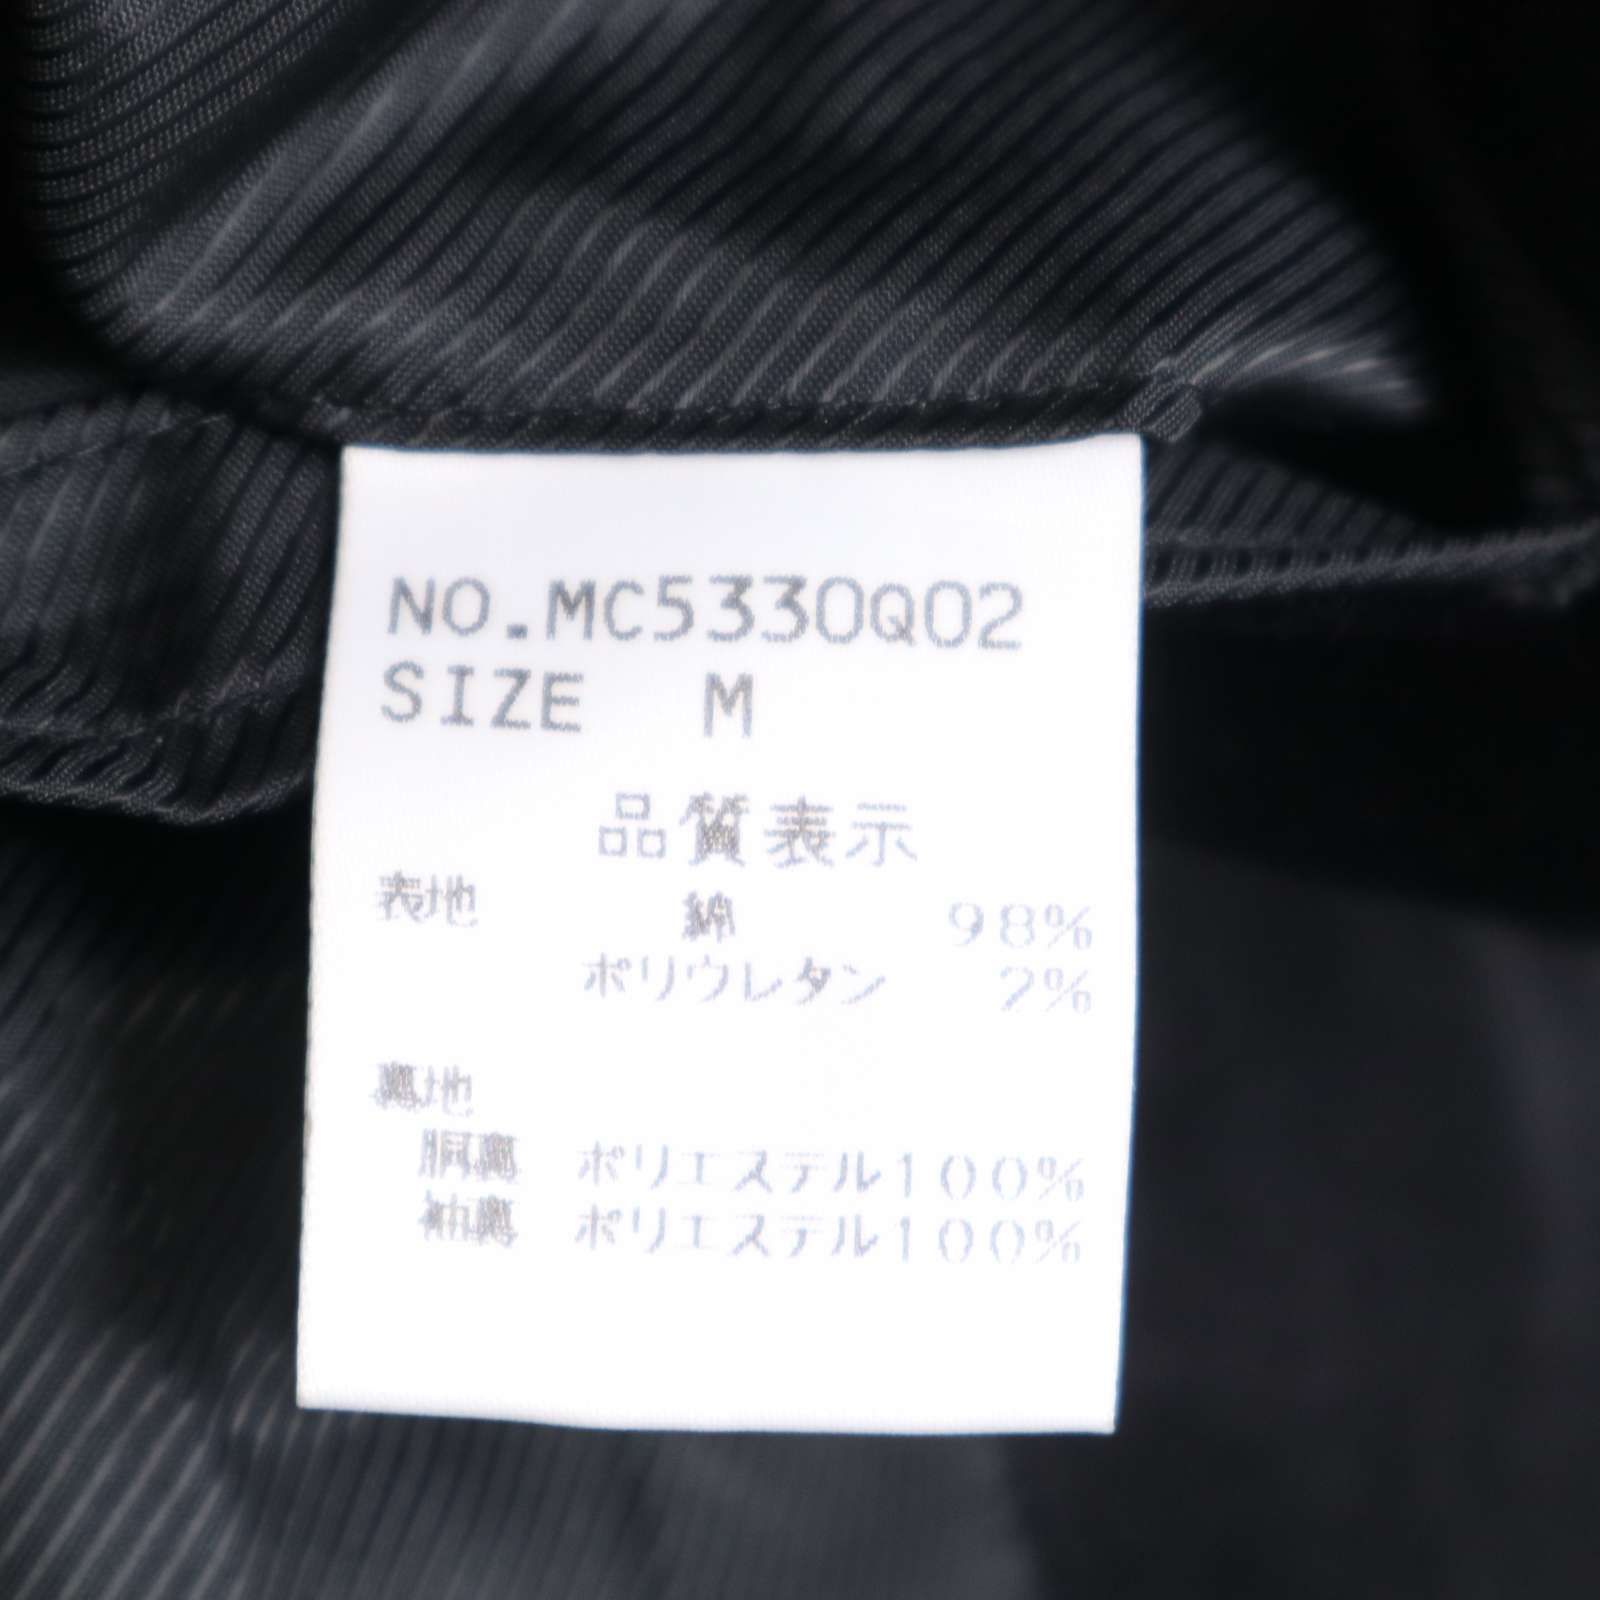 NO.MC5330Q02
SIZE M
品質表示
表地 綿 98%
ポリウレタン 2%
裏地
胴裏 ポリエステル100%
袖裏 ポリエステル100%